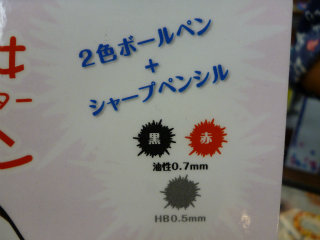 2色ボールペン
+
シャープペンシル
黒 赤
油性0.7mm
HB0.5mm